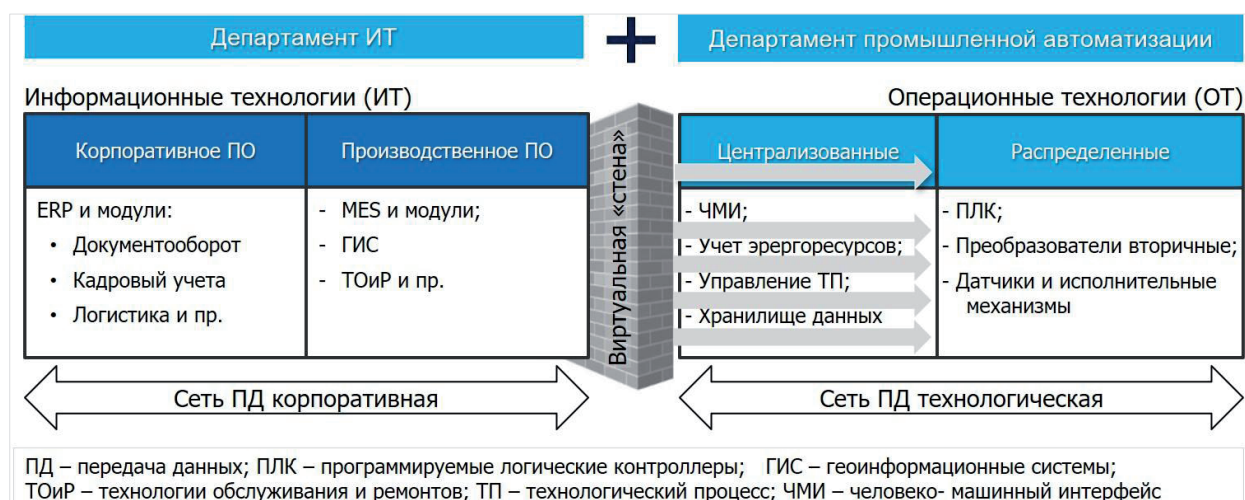 Департамент ИТ
Департамент промышленной автоматизации
Информационные технологии (ИТ)
Операционные технологии (ОТ)
Корпоративное ПО
Производственное ПО
Виртуальная «стена»
Централизованные
Распределенные
ERP и модули:
• Документооборот
• Кадровый учета
• Логистика и пр.
- MES и модули;
- ГИС
- ТОиР и пр.
- ЧМИ;
- Учет эрергоресурсов;
- Управление ТП;
- Хранилище данных
- ПЛК;
- Преобразователи вторичные;
- Датчики и исполнительные
механизмы
Сеть ПД корпоративная
Сеть ПД технологическая
ПД – передача данных; ПЛК – программируемые логические контроллеры; ГИС – геоинформационные системы;
ТОиР – технологии обслуживания и ремонтов; ТП – технологический процесс; ЧМИ – человеко- машинный интерфейс